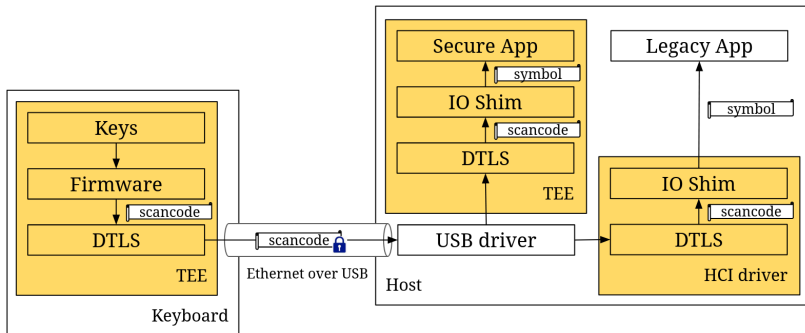 Keys
Firmware
scancode
DTLS
TEE
Keyboard
scancode
Ethernet over USB
Secure App
symbol
IO Shim
scancode
DTLS
TEE
USB driver
Host
Legacy App
symbol
IO Shim
scancode
DTLS
HCI driver